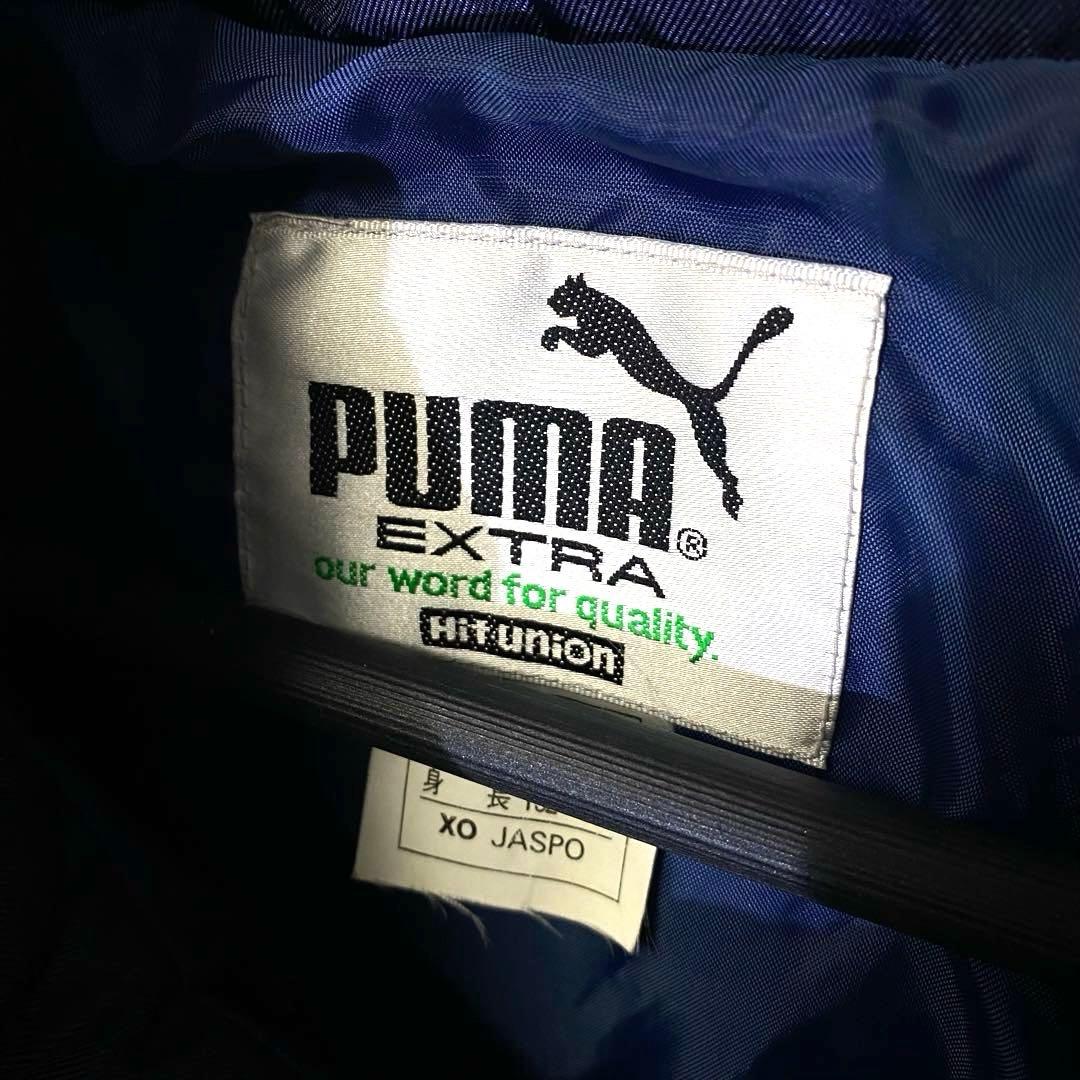 PUMA®
EXTRA
our word for quality.
Hit union
身 長
XO JASPO